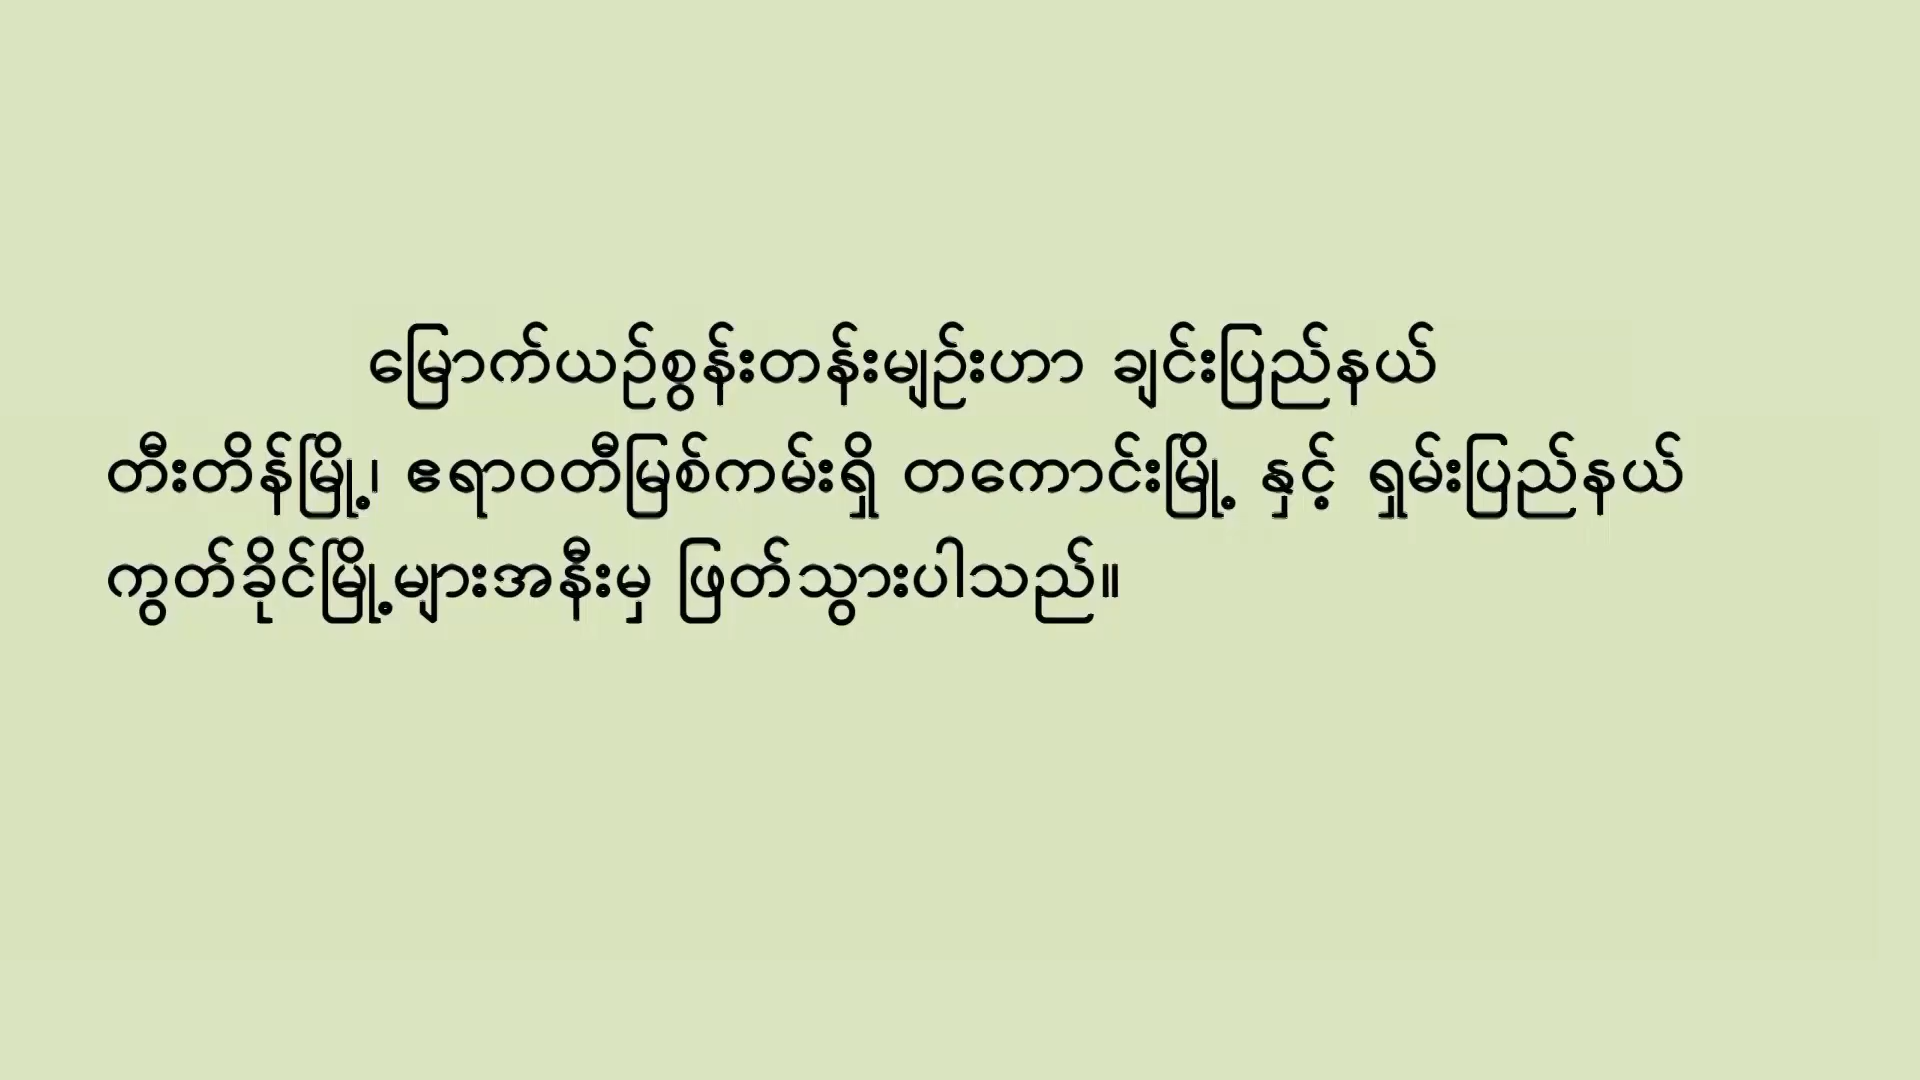 မြောက်ယဉ်စွန်းတန်းမျဉ်းဟာ ချင်းပြည်နယ်
တီးတိန်မြို့၊ ဧရာဝတီမြစ်ကမ်းရှိ တကောင်းမြို့ နှင့် ရှမ်းပြည်နယ်
ကွတ်ခိုင်မြို့များအနီးမှ ဖြတ်သွားပါသည်။